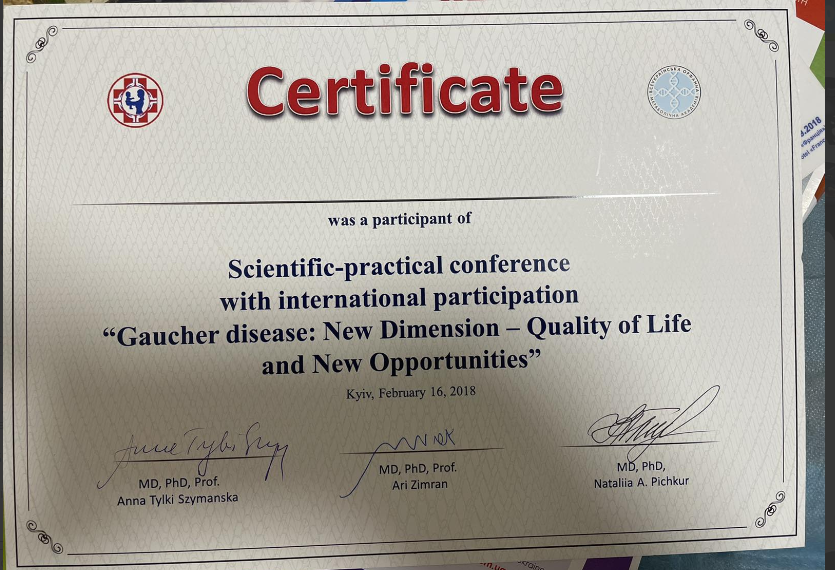 Certificate
was a participant of
Scientific-practical conference
with international participation
“Gaucher disease: New Dimension – Quality of Life
and New Opportunities”
Kyiv, February 16, 2018
MD, PhD, Prof.
Anna Tylki Szymanska
MD, PhD, Prof.
Ari Zimran
MD, PhD,
Nataliia A. Pichkur
.2018